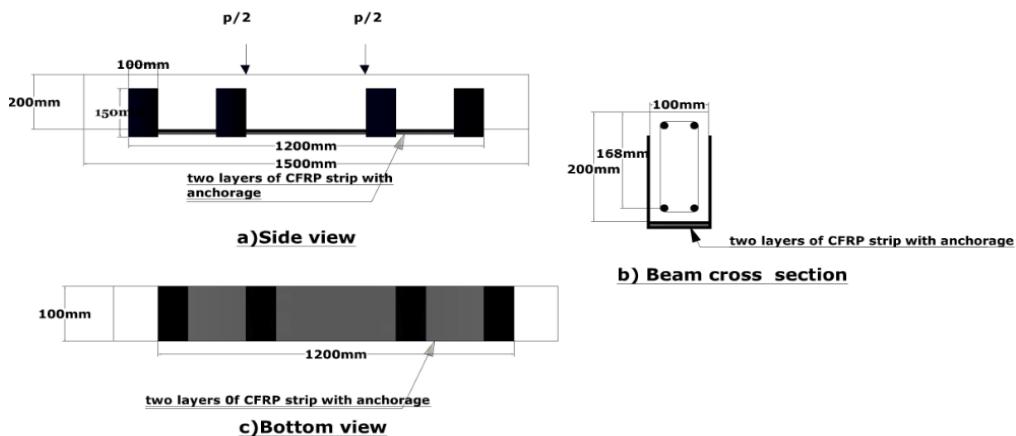 p/2
p/2
100mm
200mm
150mm
1200mm
1500mm
two layers of CFRP strip with
anchorage
a)Side view
100mm
168mm
200mm
two layers of CFRP strip with anchorage
b) Beam cross section
100mm
1200mm
two layers 0f CFRP strip with anchorage
c)Bottom view